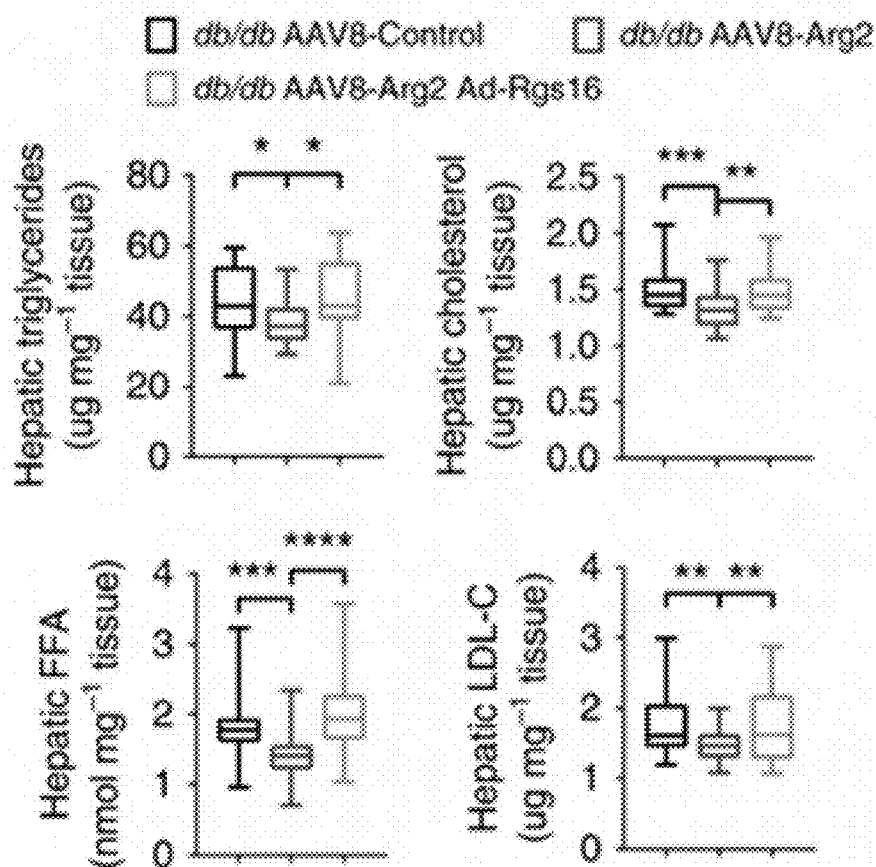 db/db AAV8-Control
db/db AAV8-Arg2
db/db AAV8-Arg2 Ad-Rgs16
Hepatic triglycerides
(ug mg⁻¹ tissue)
80
60
40
20
0
* *
Hepatic cholesterol
(ug mg⁻¹ tissue)
2.5
2.0
1.5
1.0
0.5
0.0
*** **
Hepatic FFA
(nmol mg⁻¹ tissue)
4
3
2
1
0
*** ****
Hepatic LDL-C
(ug mg⁻¹ tissue)
4
3
2
1
0
** **